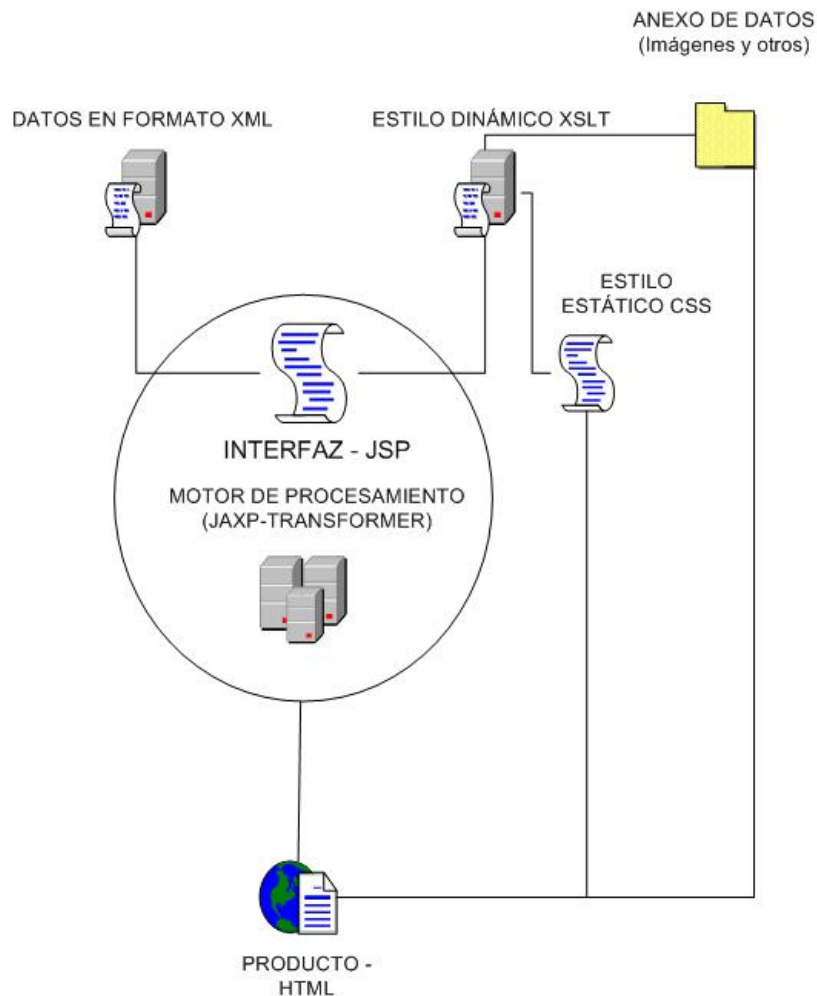 ANEXO DE DATOS
(Imágenes y otros)
DATOS EN FORMATO XML
ESTILO DINÁMICO XSLT
ESTILO
ESTÁTICO CSS
INTERFAZ - JSP
MOTOR DE PROCESAMIENTO
(JAXP-TRANSFORMER)
PRODUCTO -
HTML